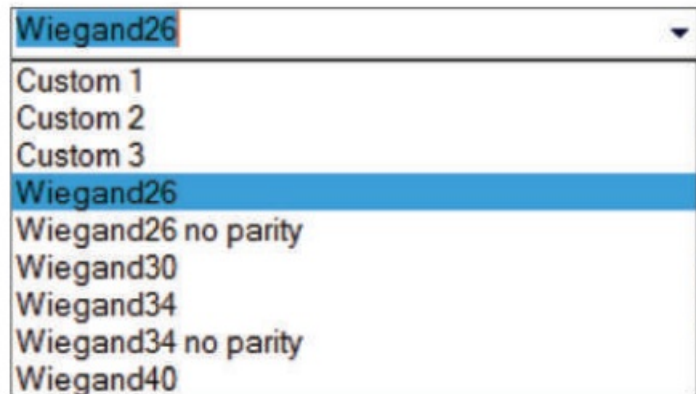 Wiegand26
Custom 1
Custom 2
Custom 3
Wiegand26
Wiegand26 no parity
Wiegand30
Wiegand34
Wiegand34 no parity
Wiegand40